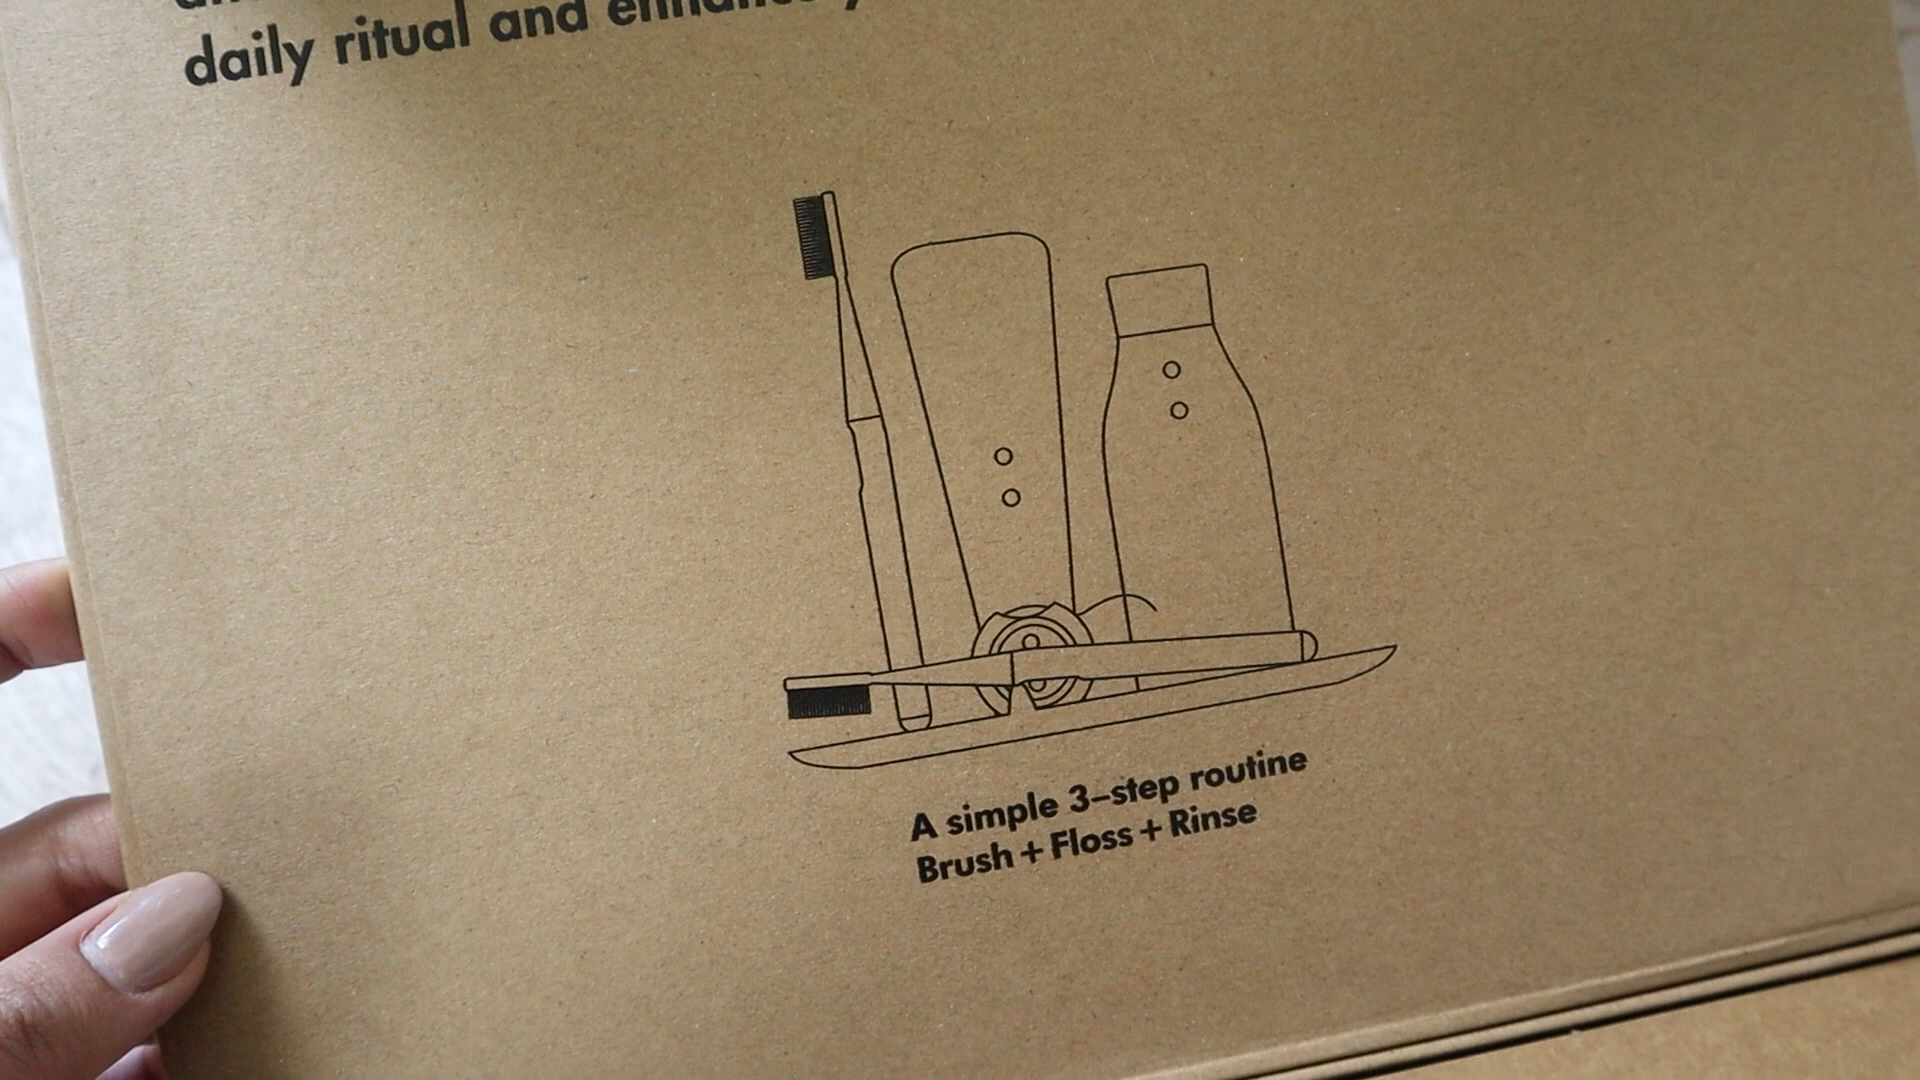 daily ritual and
A simple 3–step routine
Brush + Floss + Rinse